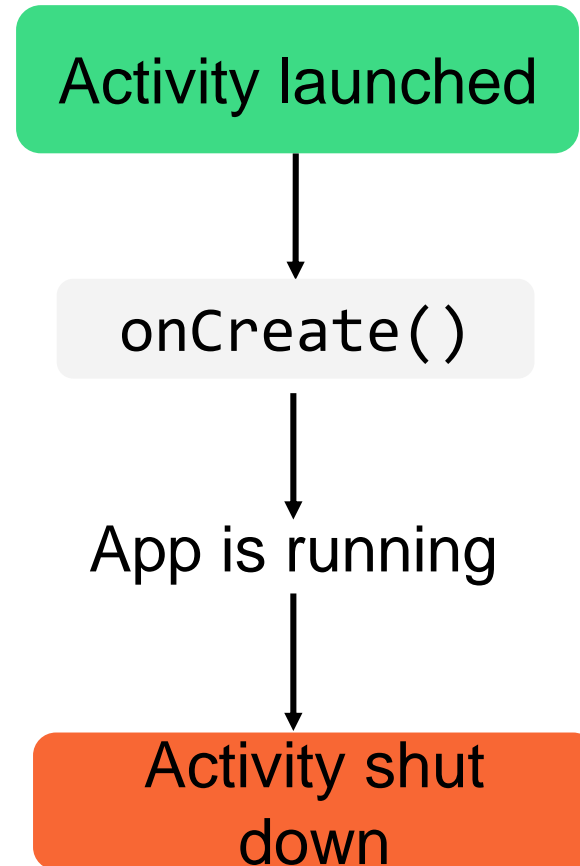 Activity launched
onCreate()
App is running
Activity shut
down